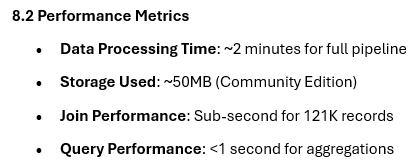 8.2 Performance Metrics
• Data Processing Time: ~2 minutes for full pipeline
• Storage Used: ~50MB (Community Edition)
• Join Performance: Sub-second for 121K records
• Query Performance: <1 second for aggregations